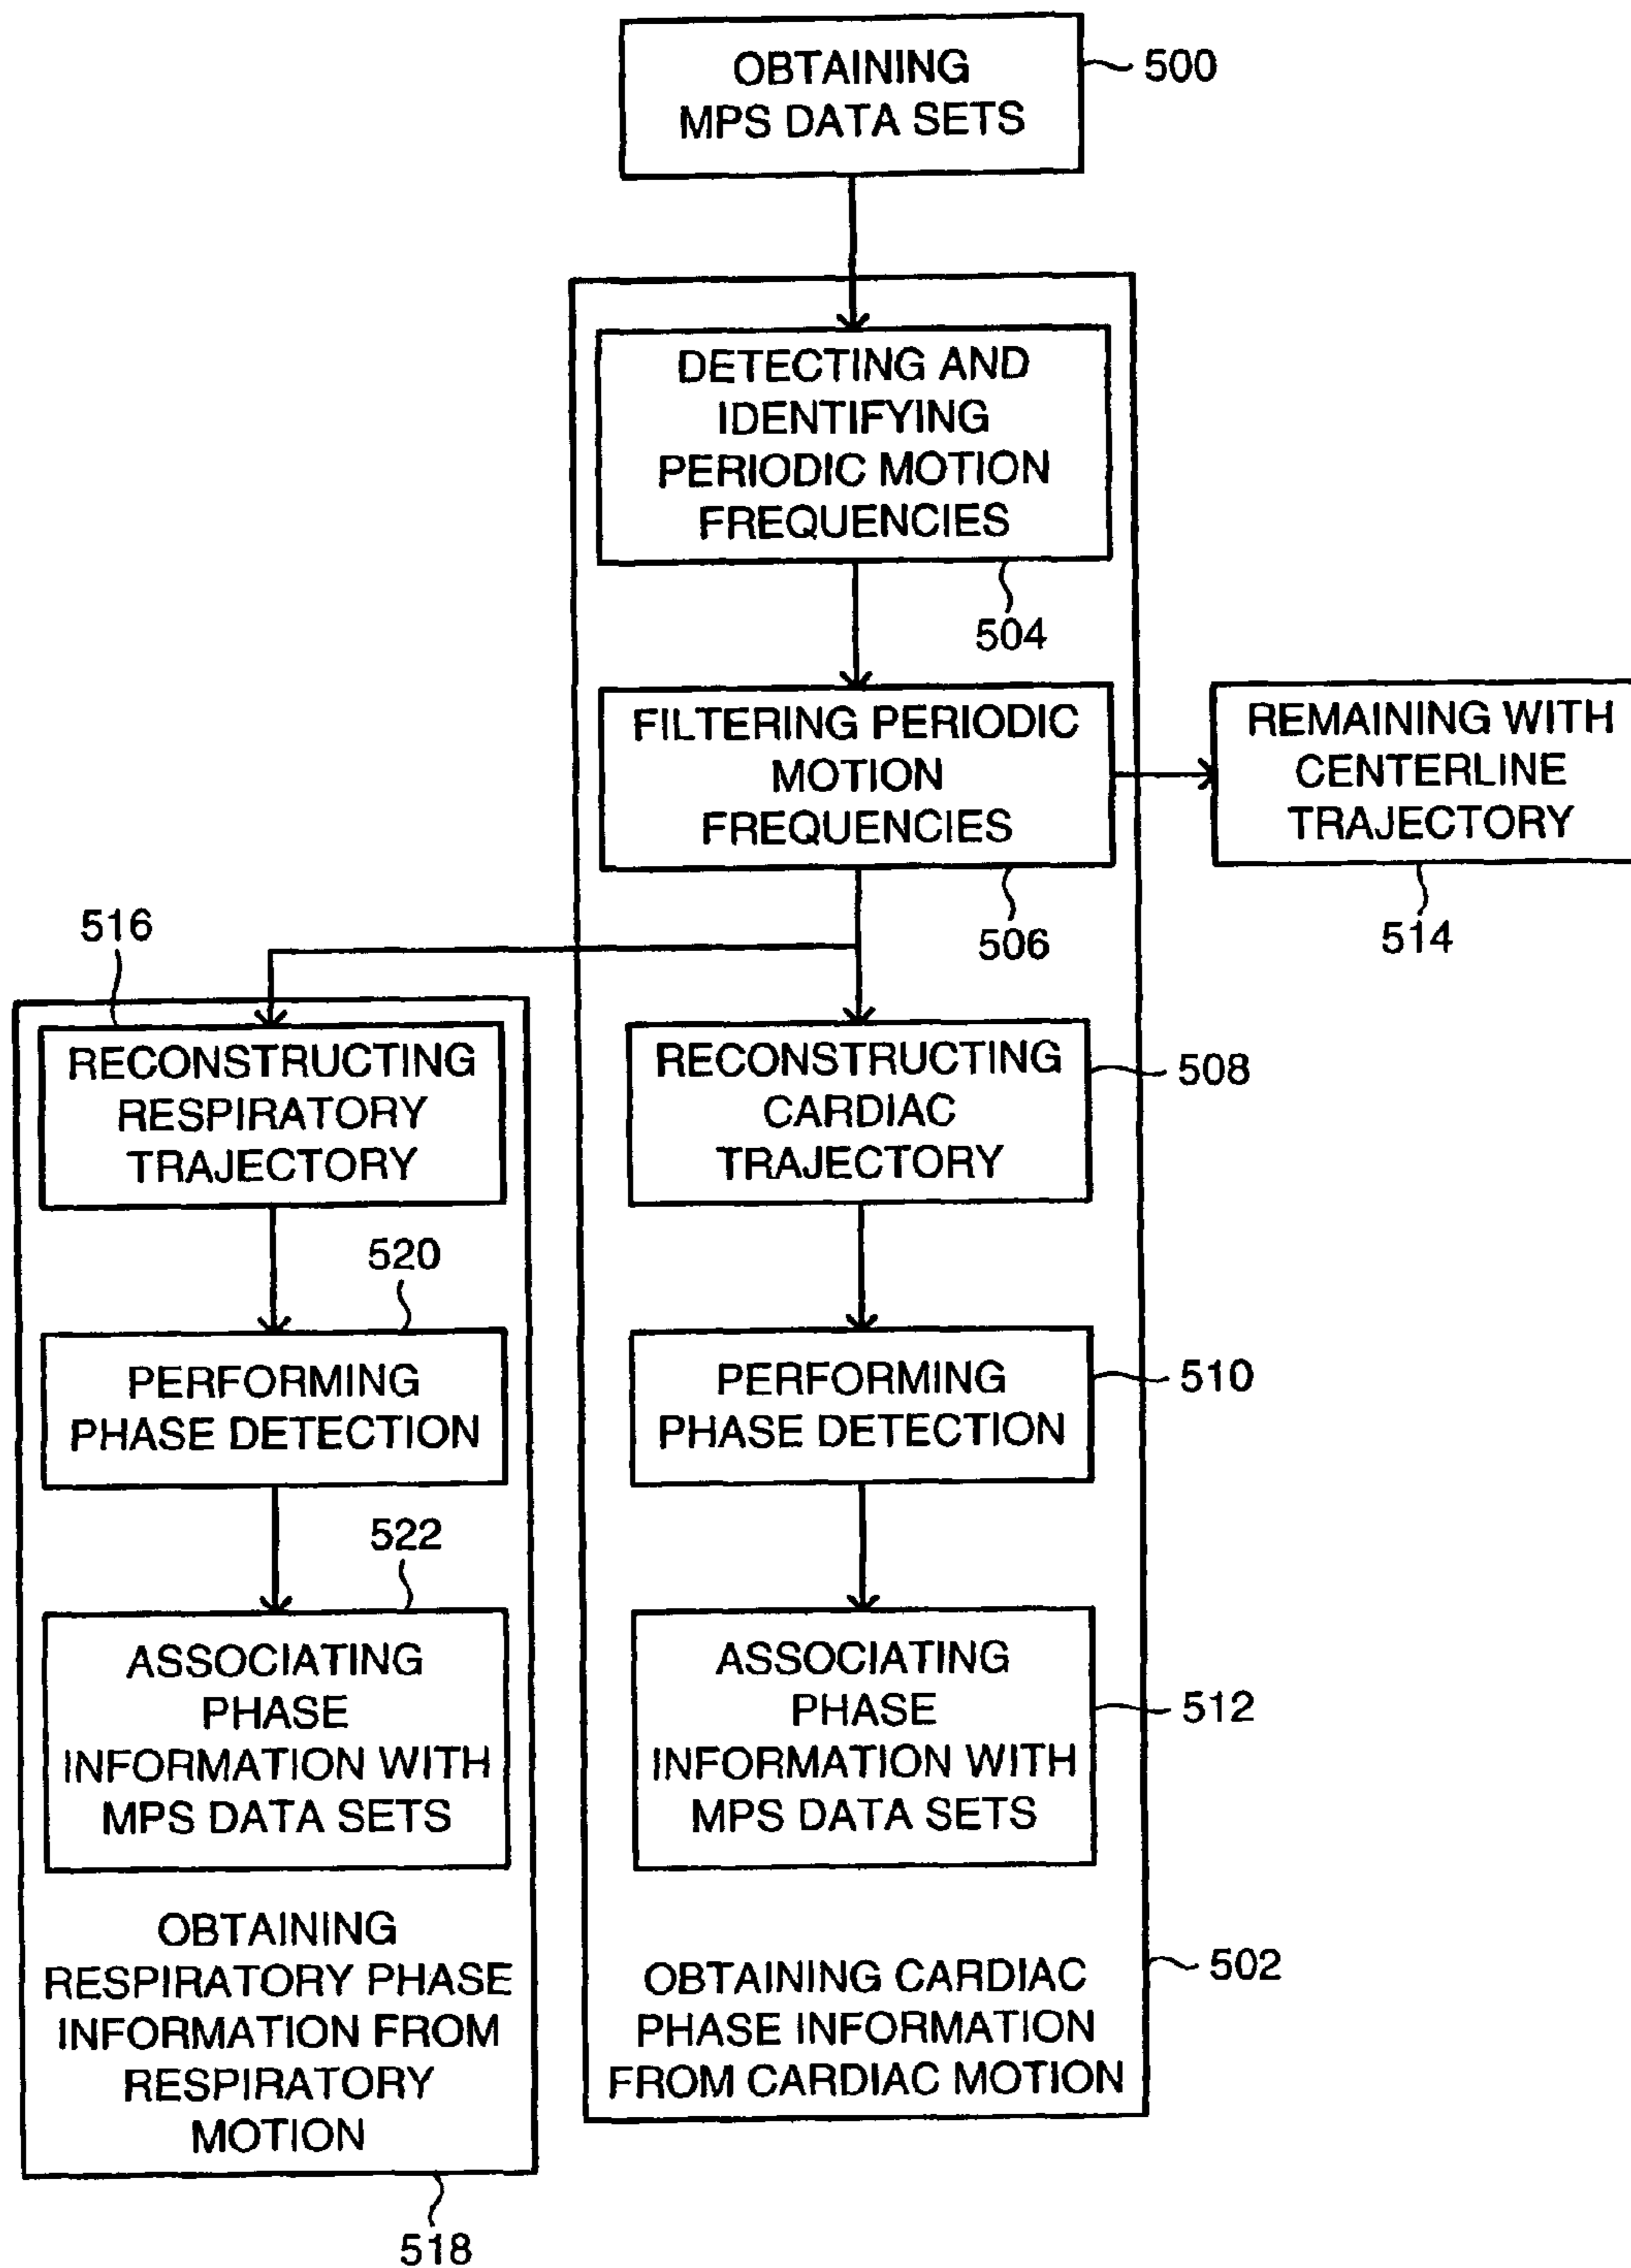 OBTAINING
MPS DATA SETS
500
DETECTING AND
IDENTIFYING
PERIODIC MOTION
FREQUENCIES
504
FILTERING PERIODIC
MOTION
FREQUENCIES
506
REMAINING WITH
CENTERLINE
TRAJECTORY
514
516
RECONSTRUCTING
RESPIRATORY
TRAJECTORY
RECONSTRUCTING
CARDIAC
TRAJECTORY
508
520
PERFORMING
PHASE DETECTION
PERFORMING
PHASE DETECTION
510
522
ASSOCIATING
PHASE
INFORMATION WITH
MPS DATA SETS
ASSOCIATING
PHASE
INFORMATION WITH
MPS DATA SETS
512
OBTAINING
RESPIRATORY PHASE
INFORMATION FROM
RESPIRATORY
MOTION
518
OBTAINING CARDIAC
PHASE INFORMATION
FROM CARDIAC MOTION
502